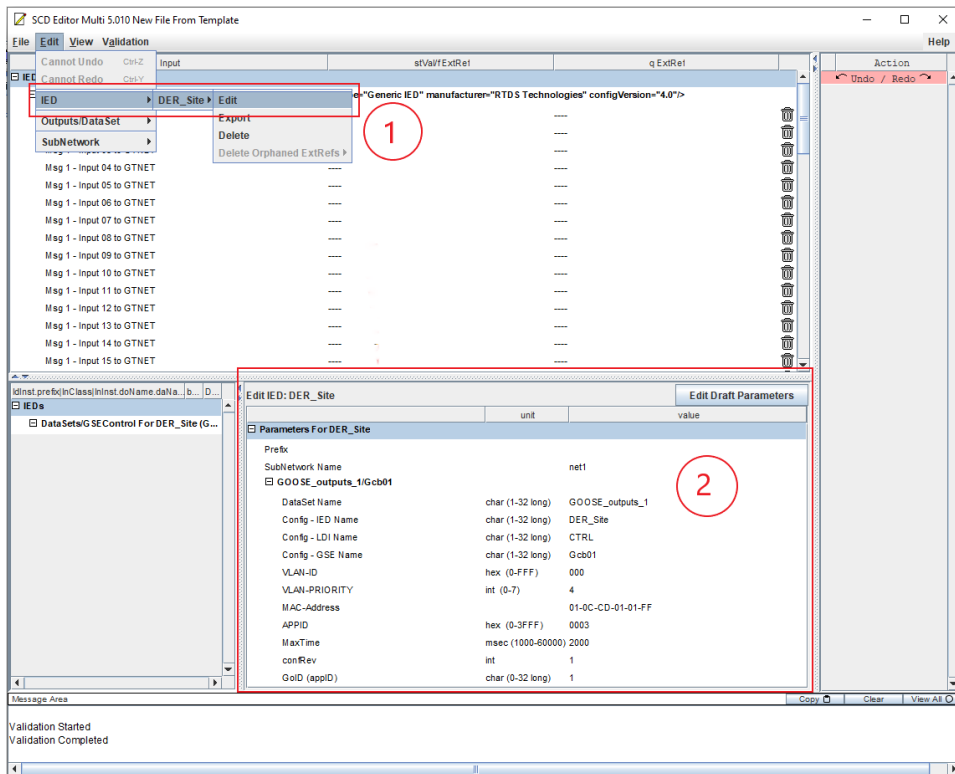 SCD Editor Multi 5.010 New File From Template
File Edit View Validation Help
Input stVal/fExtRef q ExtRef Action
Cannot Undo Ctrl-Z
Undo / Redo
IED
Cannot Redo Ctrl-Y
IED DER_Site Edit
e="Generic IED" manufacturer="RTDS Technologies" configVersion="4.0"/>
Outputs/DataSet
Export
---- ----
SubNetwork
Delete
Delete Orphaned ExtRefs
1
Msg 1 - Input 04 to GTNET ---- ----
Msg 1 - Input 05 to GTNET ---- ----
Msg 1 - Input 06 to GTNET ---- ----
Msg 1 - Input 07 to GTNET ---- ----
Msg 1 - Input 08 to GTNET ---- ----
Msg 1 - Input 09 to GTNET ---- ----
Msg 1 - Input 10 to GTNET ---- ----
Msg 1 - Input 11 to GTNET ---- ----
Msg 1 - Input 12 to GTNET ---- ----
Msg 1 - Input 13 to GTNET ---- ----
Msg 1 - Input 14 to GTNET ---- ----
Msg 1 - Input 15 to GTNET ---- ----
ldInst.prefix|lnClass|lnInst.doName.daNa... b... D...
IEDs
DataSets/GSEControl For DER_Site (G...
Edit IED: DER_Site Edit Draft Parameters
unit value
Parameters For DER_Site
Prefix
SubNetwork Name net1
GOOSE_outputs_1/Gcb01
2
DataSet Name char (1-32 long) GOOSE_outputs_1
Config - IED Name char (1-32 long) DER_Site
Config - LDI Name char (1-32 long) CTRL
Config - GSE Name char (1-32 long) Gcb01
VLAN-ID hex (0-FFF) 000
VLAN-PRIORITY int (0-7) 4
MAC-Address 01-0C-CD-01-01-FF
APPID hex (0-3FFF) 0003
MaxTime msec (1000-60000) 2000
confRev int 1
GoID (appID) char (0-32 long) 1
Message Area Copy Clear View All
Validation Started
Validation Completed